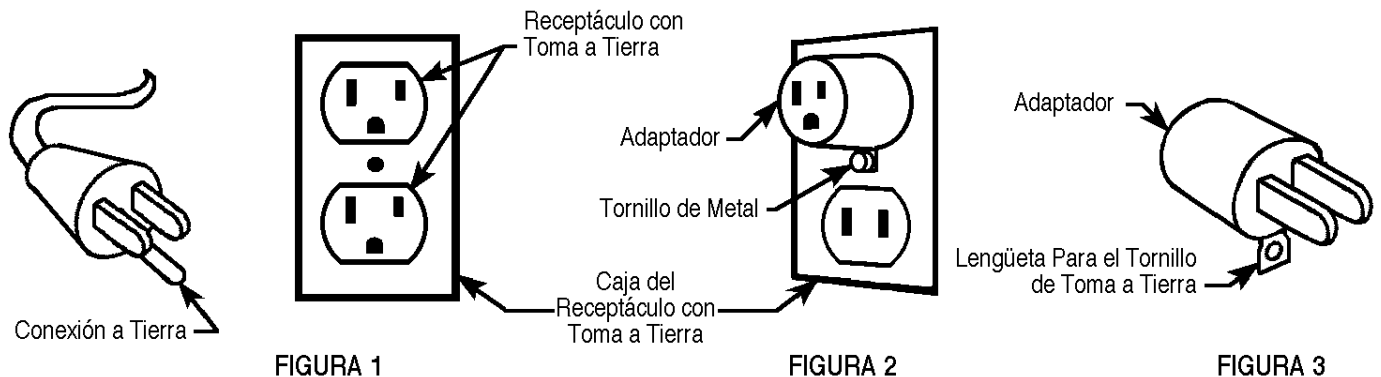 Receptáculo con
Toma a Tierra
Conexión a Tierra
FIGURA 1
Adaptador
Tornillo de Metal
Caja del
Receptáculo con
Toma a Tierra
FIGURA 2
Adaptador
Lengüeta Para el Tornillo
de Toma a Tierra
FIGURA 3